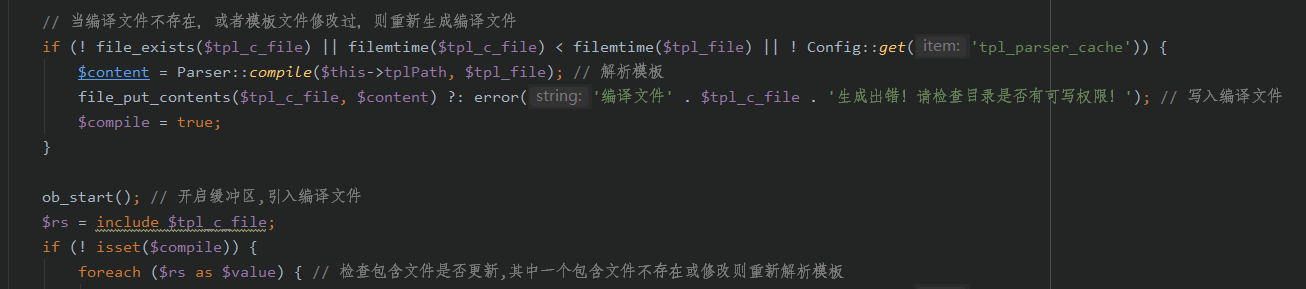 // 当编译文件不存在，或者模板文件修改过，则重新生成编译文件
if (! file_exists($tpl_c_file) || filemtime($tpl_c_file) < filemtime($tpl_file) || ! Config::get( item: 'tpl_parser_cache')) {
$content = Parser::compile($this->tplPath, $tpl_file); // 解析模板
file_put_contents($tpl_c_file, $content) ?: error( string: '编译文件' . $tpl_c_file . '生成出错！请检查目录是否有可写权限！'); // 写入编译文件
$compile = true;
}
ob_start(); // 开启缓冲区,引入编译文件
$rs = include $tpl_c_file;
if (! isset($compile)) {
foreach ($rs as $value) { // 检查包含文件是否更新,其中一个包含文件不存在或修改则重新解析模板